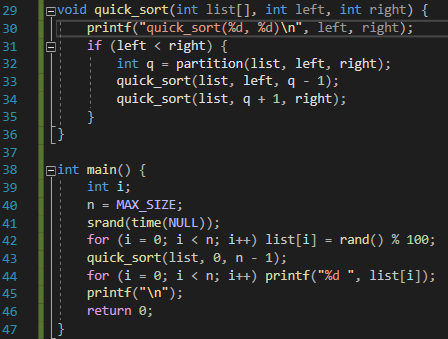 29 void quick_sort(int list[], int left, int right) {
30 printf("quick_sort(%d, %d)\n", left, right);
31 if (left < right) {
32 int q = partition(list, left, right);
33 quick_sort(list, left, q - 1);
34 quick_sort(list, q + 1, right);
35 }
36 }
37
38 int main() {
39 int i;
40 n = MAX_SIZE;
41 srand(time(NULL));
42 for (i = 0; i < n; i++) list[i] = rand() % 100;
43 quick_sort(list, 0, n - 1);
44 for (i = 0; i < n; i++) printf("%d ", list[i]);
45 printf("\n");
46 return 0;
47 }